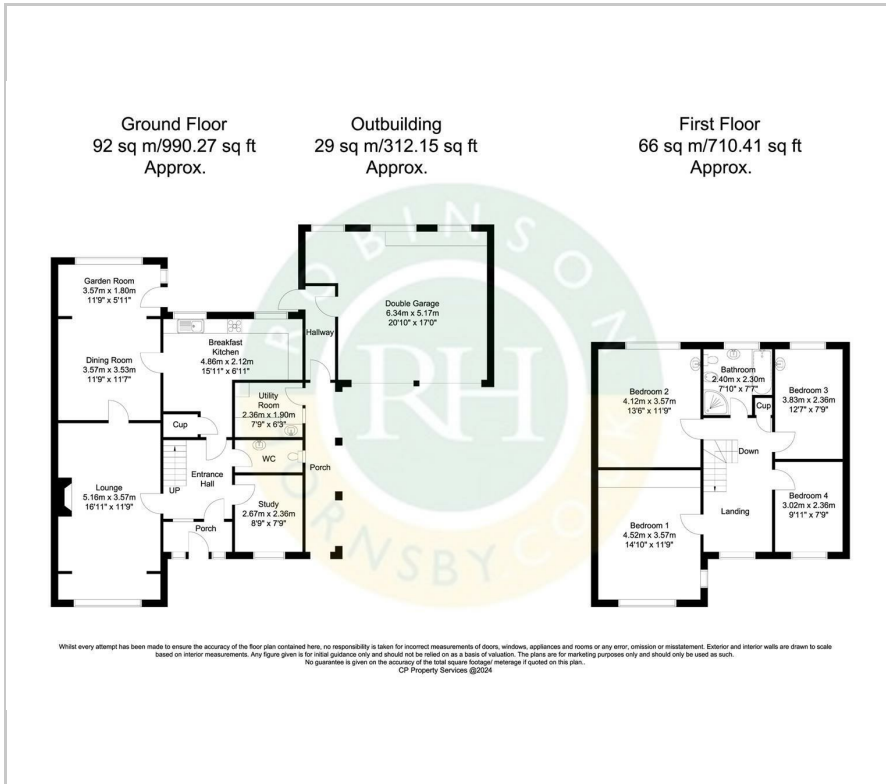 Ground Floor
92 sq m/990.27 sq ft
Approx.
Outbuilding
29 sq m/312.15 sq ft
Approx.
First Floor
66 sq m/710.41 sq ft
Approx.
Garden Room
3.57m x 1.80m
11'9" x 5'11"
Dining Room
3.57m x 3.53m
11'9" x 11'7"
Lounge
5.16m x 3.57m
16'11" x 11'9"
Breakfast
Kitchen
4.86m x 2.12m
15'11" x 6'11"
Utility
Room
2.36m x 1.90m
7'9" x 6'3"
Cup
WC
Entrance
Hall
UP
Study
2.67m x 2.36m
8'9" x 7'9"
Porch
Hallway
Double Garage
6.34m x 5.17m
20'10" x 17'0"
Porch
Bedroom 2
4.12m x 3.57m
13'6" x 11'9"
Bathroom
2.40m x 2.30m
7'10" x 7'7"
Cup
Bedroom 3
3.83m x 2.36m
12'7" x 7'9"
Down
Landing
Bedroom 1
4.52m x 3.57m
14'10" x 11'9"
Bedroom 4
3.02m x 2.36m
9'11" x 7'9"
ROBINSON
RH
HORNSBY COOK
Whilst every attempt has been made to ensure the accuracy of the floor plan contained here, no responsibility is taken for incorrect measurements of doors, windows, appliances and rooms or any error, omission or misstatement. Exterior and interior walls are drawn to scale
based on interior measurements. Any figure given is for initial guidance only and should not be relied on as a basis of valuation. The plans are for marketing purposes only and should only be used as such.
No guarantee is given on the accuracy of the total square footage/ meterage if quoted on this plan..
CP Property Services @2024